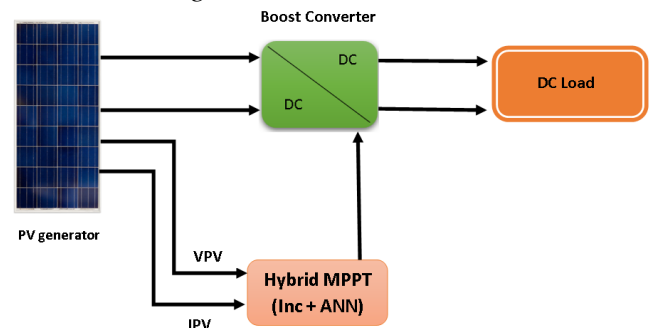 Boost Converter
DC
DC
DC Load
PV generator
VPV
Hybrid MPPT
(Inc + ANN)
IPV